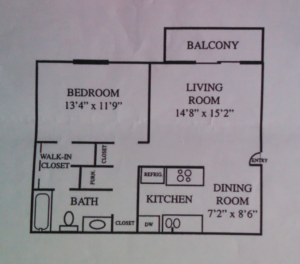 BALCONY
BEDROOM
13'4" x 11'9"
LIVING
ROOM
14'8" x 15'2"
WALK-IN
CLOSET
CLOSET
FURN.
ENTRY
REFRIG.
BATH
KITCHEN
DINING
ROOM
7'2" x 8'6"
CLOSET
DW